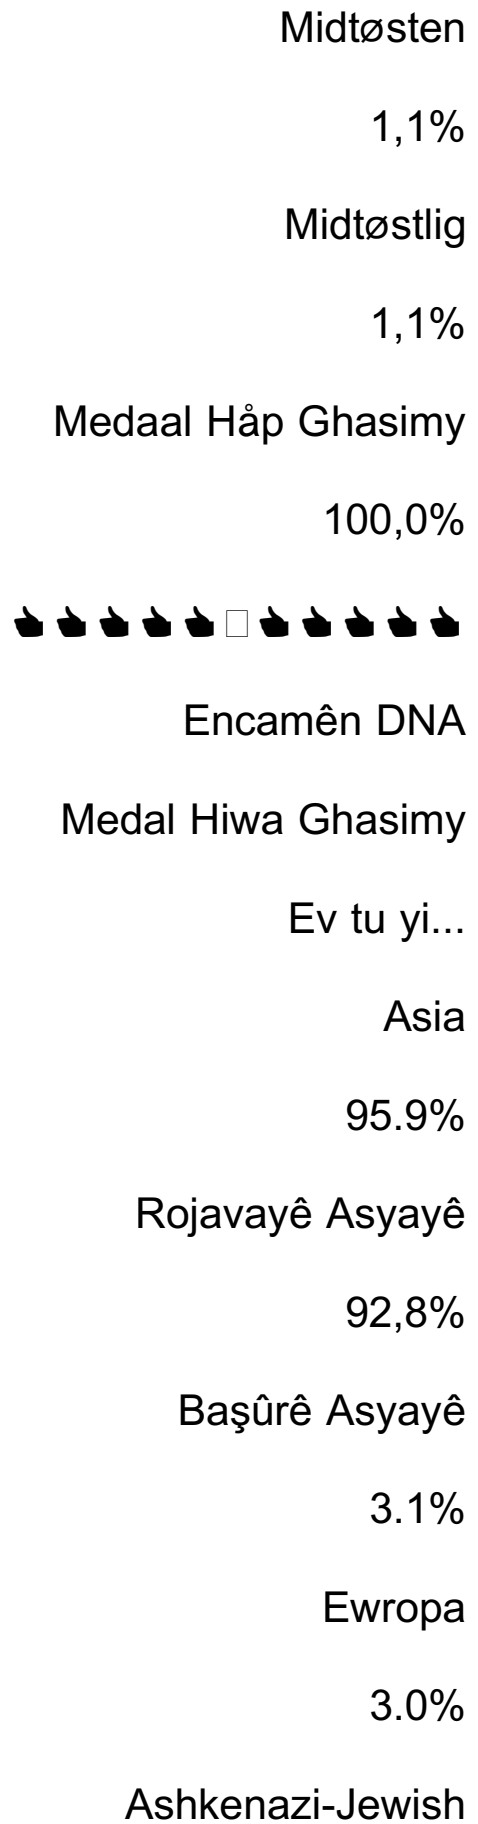 Midtøsten
1,1%
Midtøstlig
1,1%
Medaal Håp Ghasimy
100,0%
👍👍👍👍👍□👍👍👍👍👍
Encamên DNA
Medal Hiwa Ghasimy
Ev tu yi...
Asia
95.9%
Rojavayê Asyayê
92,8%
Başûrê Asyayê
3.1%
Ewropa
3.0%
Ashkenazi-Jewish